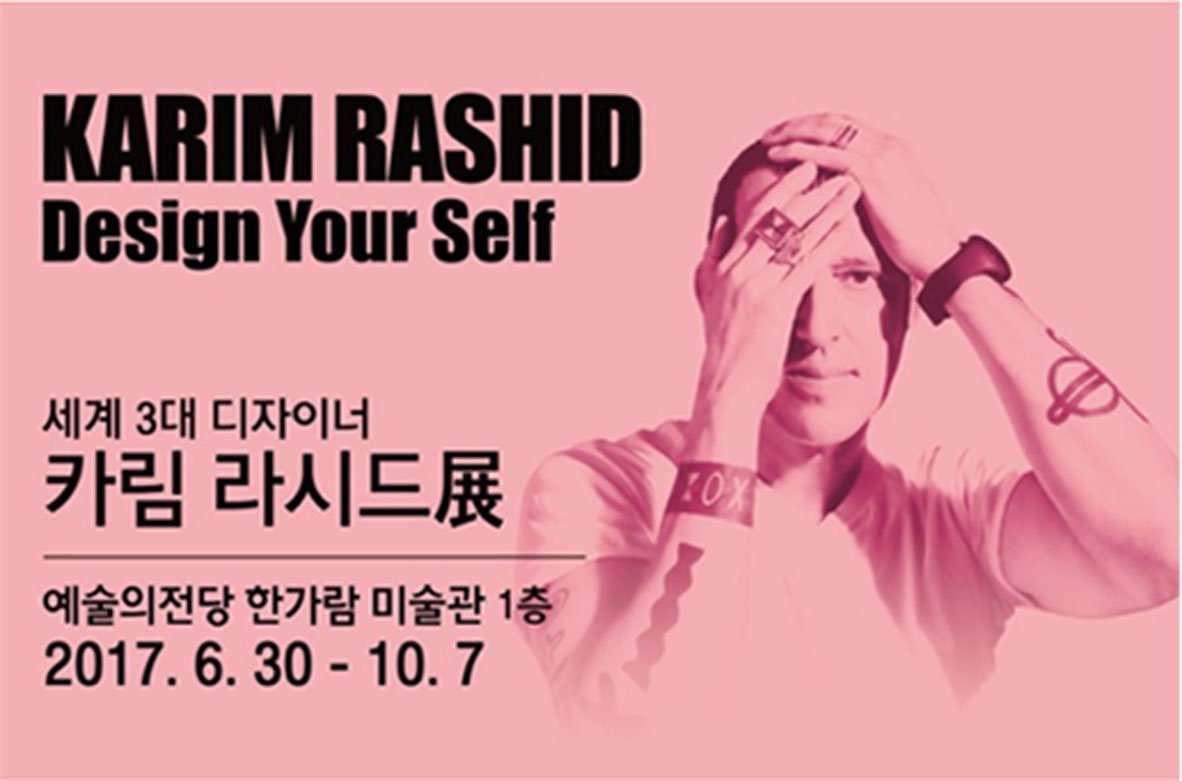 KARIM RASHID
Design Your Self
세계 3대 디자이너
카림 라시드展
예술의전당 한가람 미술관 1층
2017. 6. 30 - 10. 7
XOX